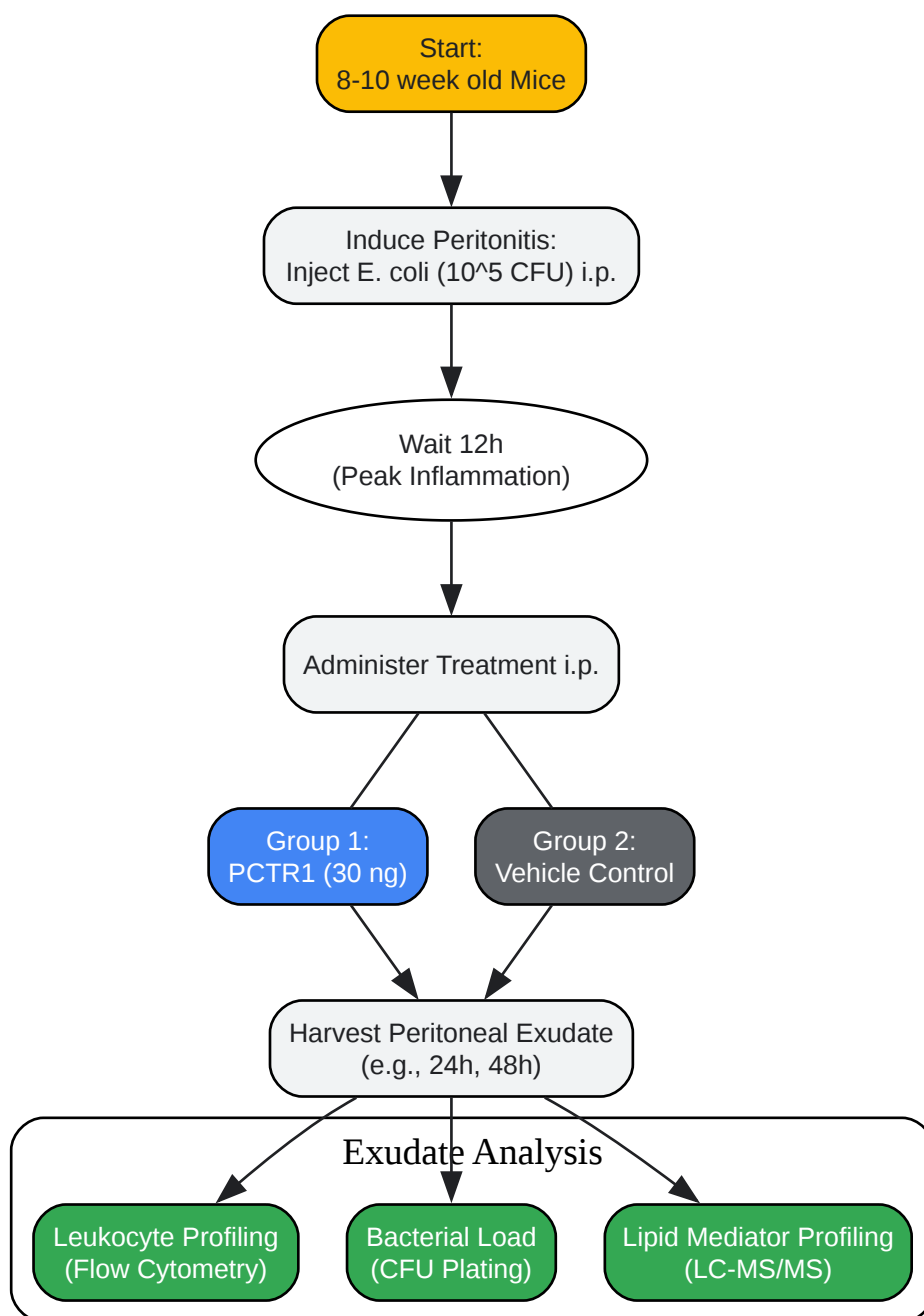 Start:
8-10 week old Mice
Induce Peritonitis:
Inject E. coli (10^5 CFU) i.p.
Wait 12h
(Peak Inflammation)
Administer Treatment i.p.
Group 1:
PCTR1 (30 ng)
Group 2:
Vehicle Control
Harvest Peritoneal Exudate
(e.g., 24h, 48h)
Exudate Analysis
Leukocyte Profiling
(Flow Cytometry)
Bacterial Load
(CFU Plating)
Lipid Mediator Profiling
(LC-MS/MS)